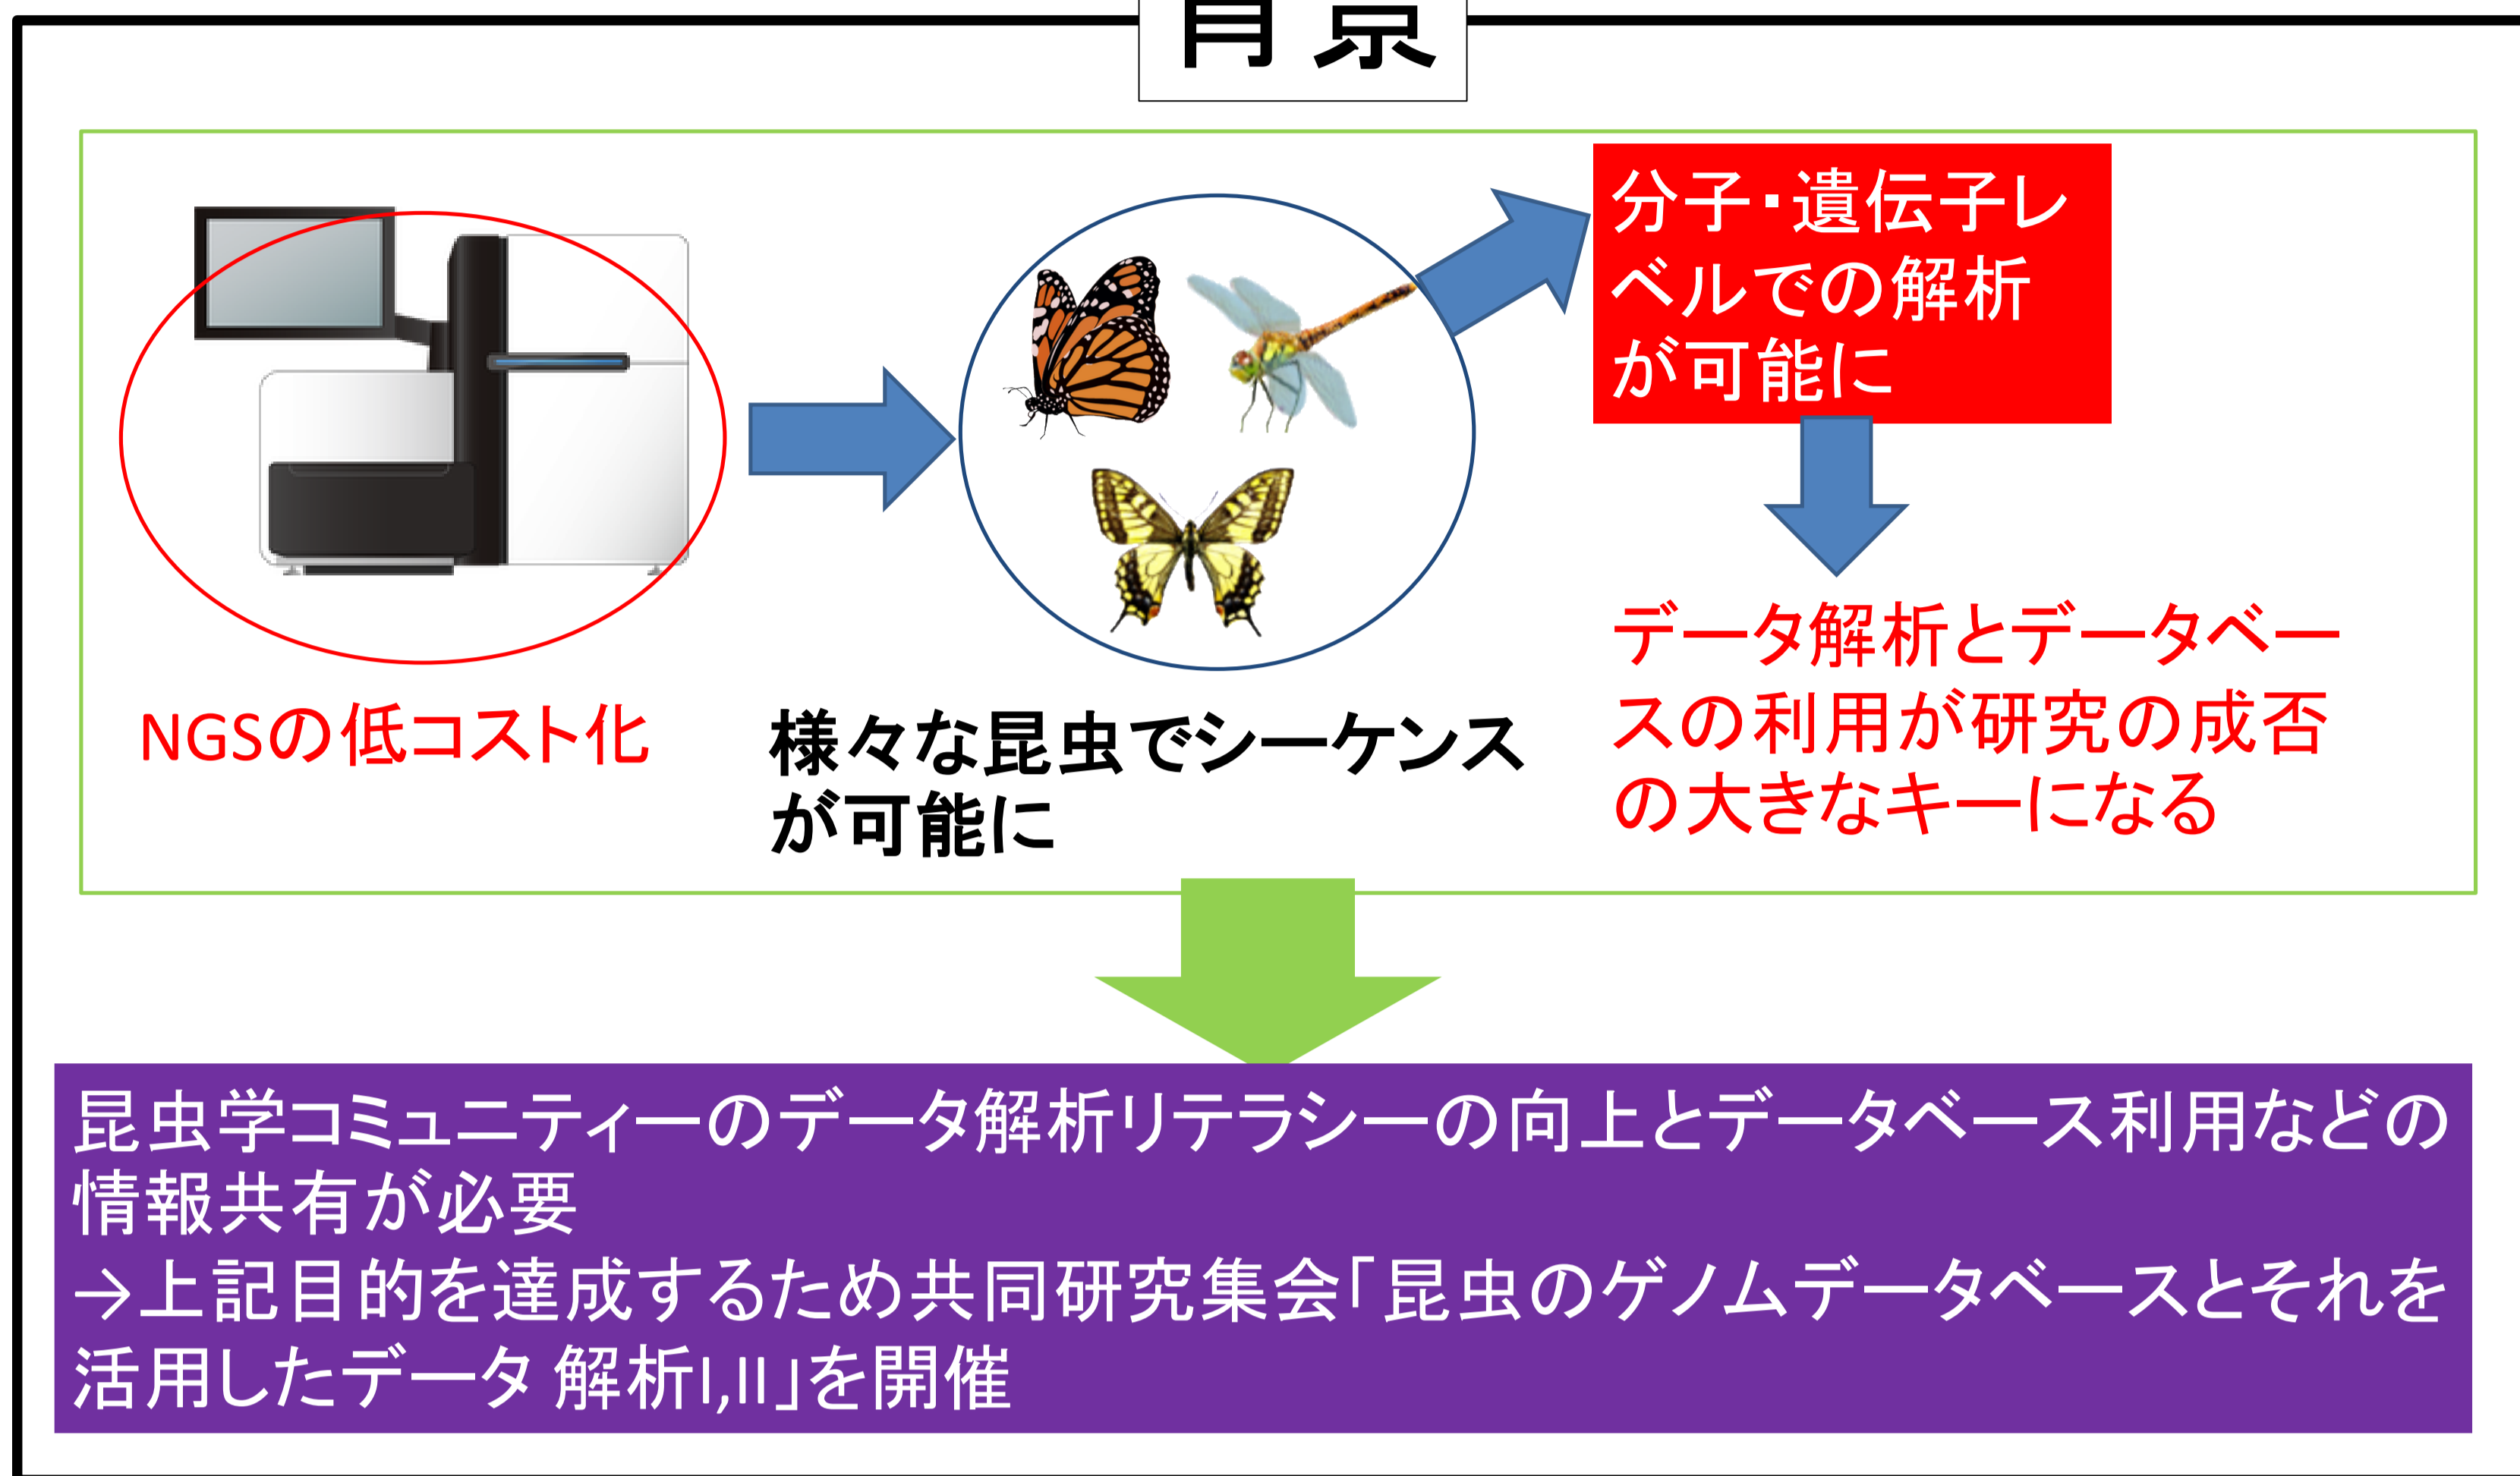 背景
分子・遺伝子レ
ベルでの解析
が可能に
NGSの低コスト化
様々な昆虫でシーケンス
が可能に
データ解析とデータベー
スの利用が研究の成否
の大きなキーになる
昆虫学コミュニティーのデータ解析リテラシーの向上とデータベース利用などの
情報共有が必要
→上記目的を達成するため共同研究集会「昆虫のゲノムデータベースとそれを
活用したデータ解析I,II」を開催